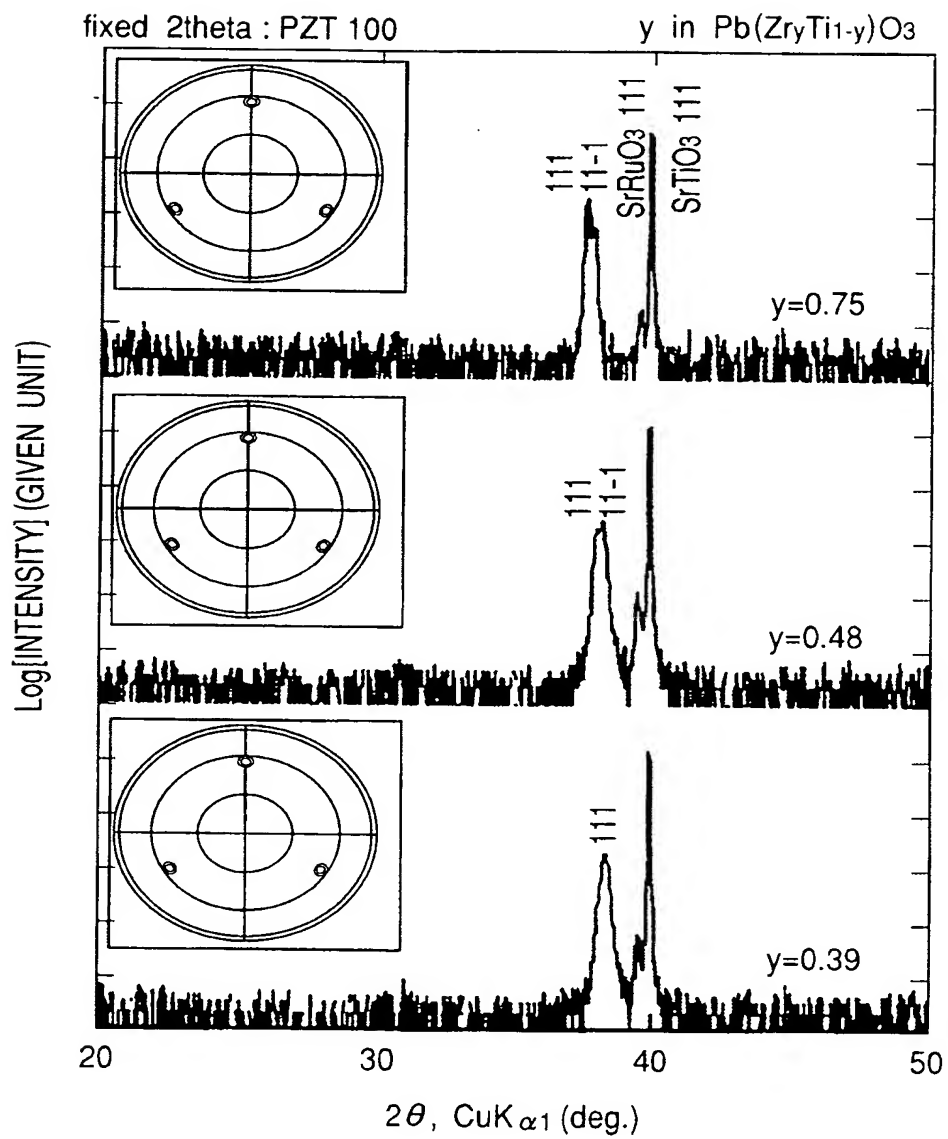 fixed 2theta : PZT 100
y in Pb(ZryTi1-y)O3
111
11-1
SrRuO3 111
SrTiO3 111
y=0.75
111
11-1
y=0.48
111
y=0.39
Log[INTENSITY] (GIVEN UNIT)
20
30
40
50
2θ, CuKα1 (deg.)